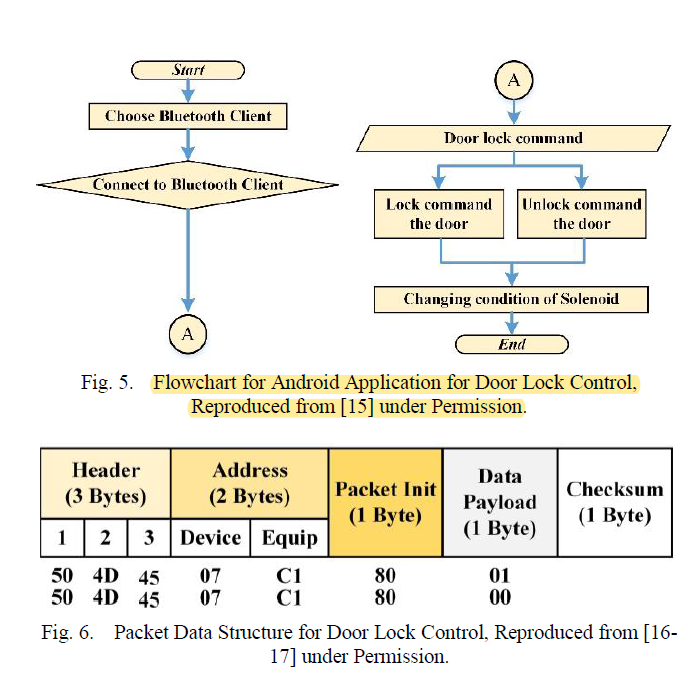 Start
Choose Bluetooth Client
Connect to Bluetooth Client
A
A
Door lock command
Lock command
the door
Unlock command
the door
Changing condition of Solenoid
End
Fig. 5. Flowchart for Android Application for Door Lock Control,
Reproduced from [15] under Permission.
Header
(3 Bytes)
Address
(2 Bytes)
Packet Init
(1 Byte)
Data
Payload
(1 Byte)
Checksum
(1 Byte)
1 2 3 Device Equip
50 4D 45 07 C1 80 01
50 4D 45 07 C1 80 00
Fig. 6. Packet Data Structure for Door Lock Control, Reproduced from [16-
17] under Permission.